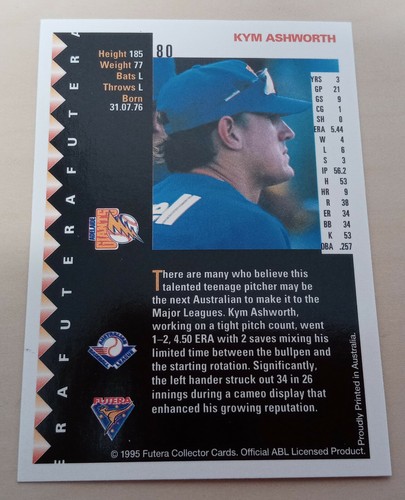 KYM ASHWORTH
80
Height 185
Weight 77
Bats L
Throws L
Born
31.07.76
YRS 3
GP 21
GS 9
CG 1
SH 0
ERA 5.44
W 4
L 6
S 3
IP 56.2
H 53
HR 9
R 38
ER 34
BB 34
K 53
OBA .257
ERAFUTERAFUTERA
ADELAIDE
GIANTS
There are many who believe this
talented teenage pitcher may be
the next Australian to make it to the
Major Leagues. Kym Ashworth,
working on a tight pitch count, went
1–2, 4.50 ERA with 2 saves mixing his
limited time between the bullpen and
the starting rotation. Significantly,
the left hander struck out 34 in 26
innings during a cameo display that
enhanced his growing reputation.
AUSTRALIAN
LEAGUE
FUTERA
Proudly Printed in Australia.
© 1995 Futera Collector Cards. Official ABL Licensed Product.